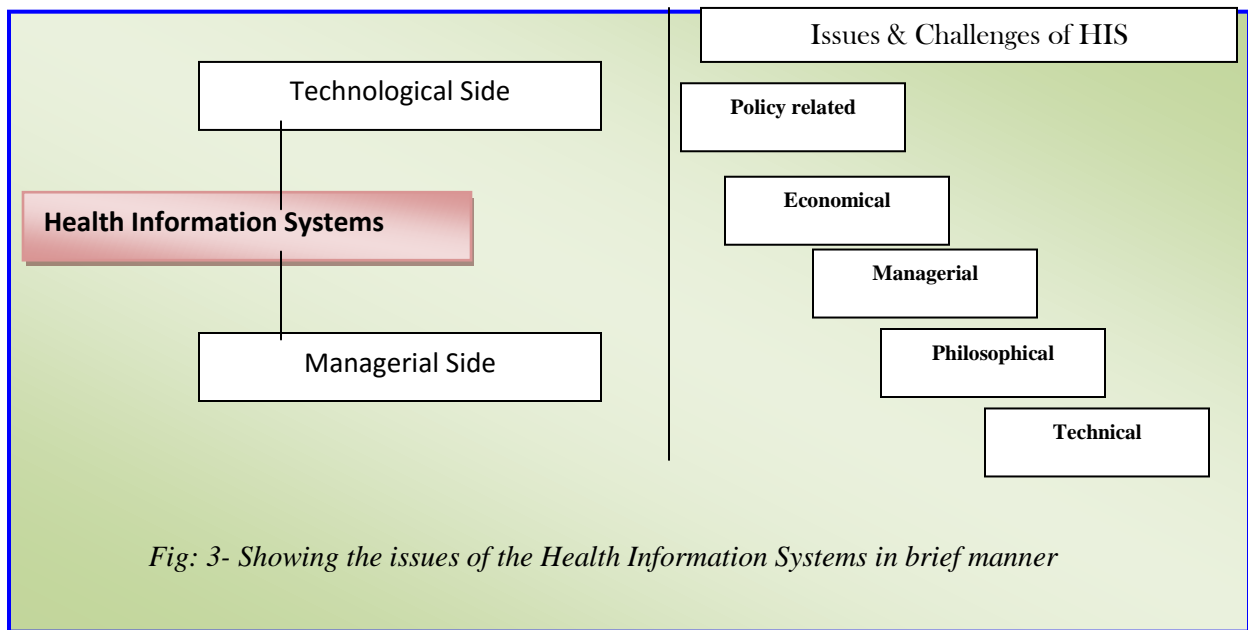 Issues & Challenges of HIS
Technological Side
Health Information Systems
Managerial Side
Policy related
Economical
Managerial
Philosophical
Technical
Fig: 3- Showing the issues of the Health Information Systems in brief manner